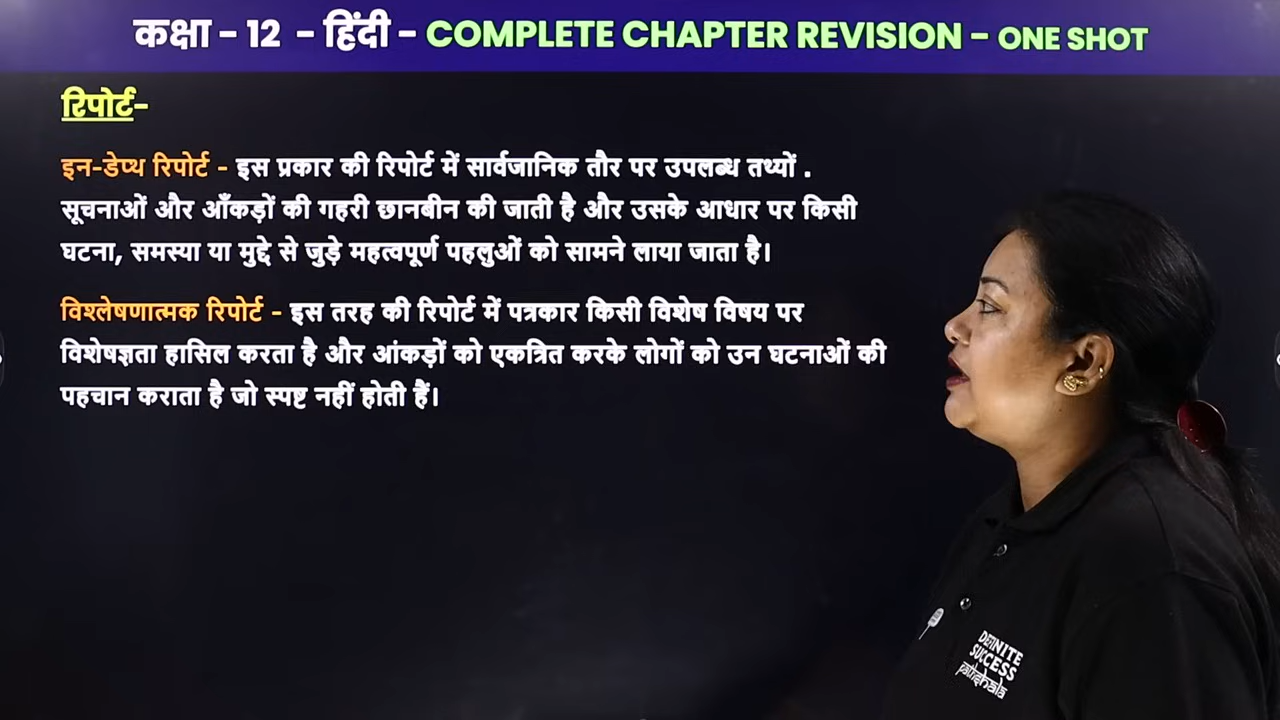 कक्षा - 12 - हिंदी - COMPLETE CHAPTER REVISION - ONE SHOT
रिपोर्ट-
इन-डेप्थ रिपोर्ट - इस प्रकार की रिपोर्ट में सार्वजानिक तौर पर उपलब्ध तथ्यों .
सूचनाओं और आँकड़ों की गहरी छानबीन की जाती है और उसके आधार पर किसी
घटना, समस्या या मुद्दे से जुड़े महत्वपूर्ण पहलुओं को सामने लाया जाता है।
विश्लेषणात्मक रिपोर्ट - इस तरह की रिपोर्ट में पत्रकार किसी विशेष विषय पर
विशेषज्ञता हासिल करता है और आंकड़ों को एकत्रित करके लोगों को उन घटनाओं की
पहचान कराता है जो स्पष्ट नहीं होती हैं।
DEFINITE
SUCCESS
pathshala